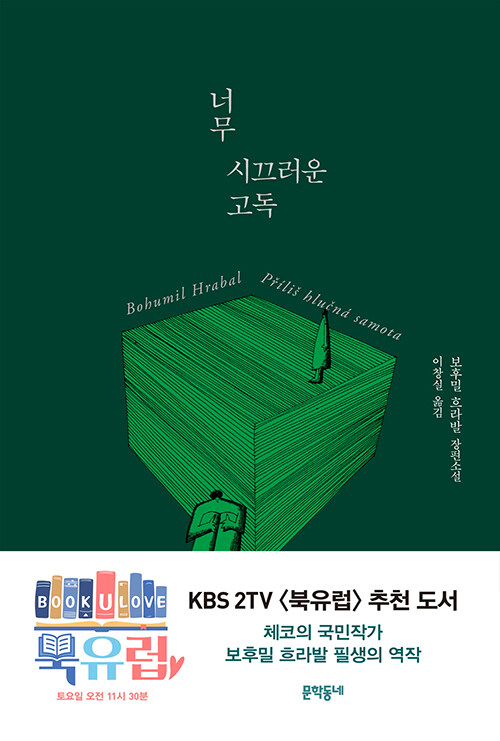 너무
시끄러운
고독
Bohumil Hrabal
Příliš hlučná samota
보후밀 흐라발 장편소설
이창실 옮김
BOOK U LOVE
북유럽
토요일 오전 11시 30분
KBS 2TV 〈북유럽〉 추천 도서
체코의 국민작가
보후밀 흐라발 필생의 역작
문학동네